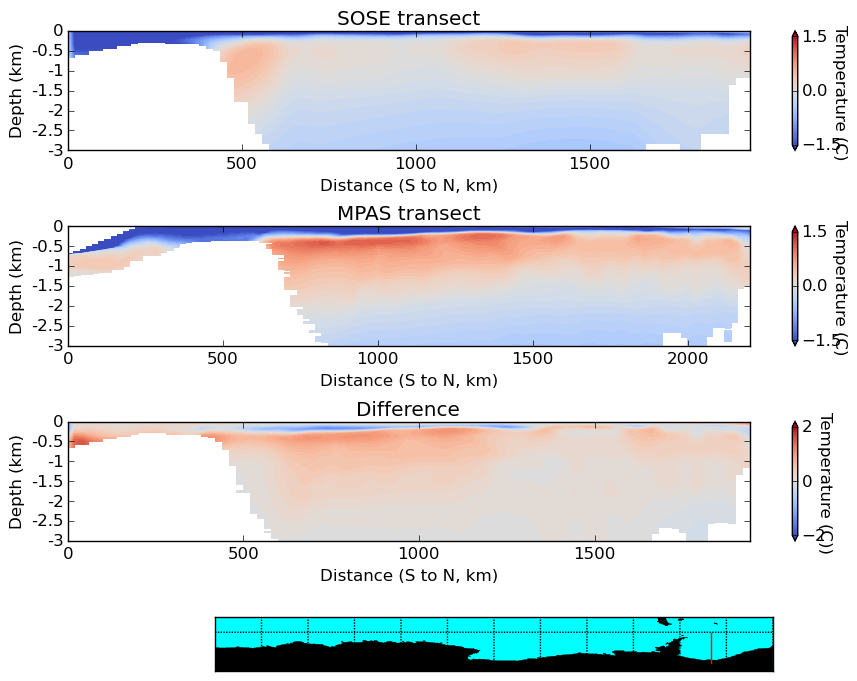 SOSE transect
0
-0.5
-1
-1.5
-2
-2.5
-3
Depth (km)
0 500 1000 1500
Distance (S to N, km)
1.5
0.0
−1.5
Temperature (C)
MPAS transect
0
-0.5
-1
-1.5
-2
-2.5
-3
Depth (km)
0 500 1000 1500 2000
Distance (S to N, km)
1.5
0.0
−1.5
Temperature (C)
Difference
0
-0.5
-1
-1.5
-2
-2.5
-3
Depth (km)
0 500 1000 1500
Distance (S to N, km)
2
0
−2
Temperature (C))